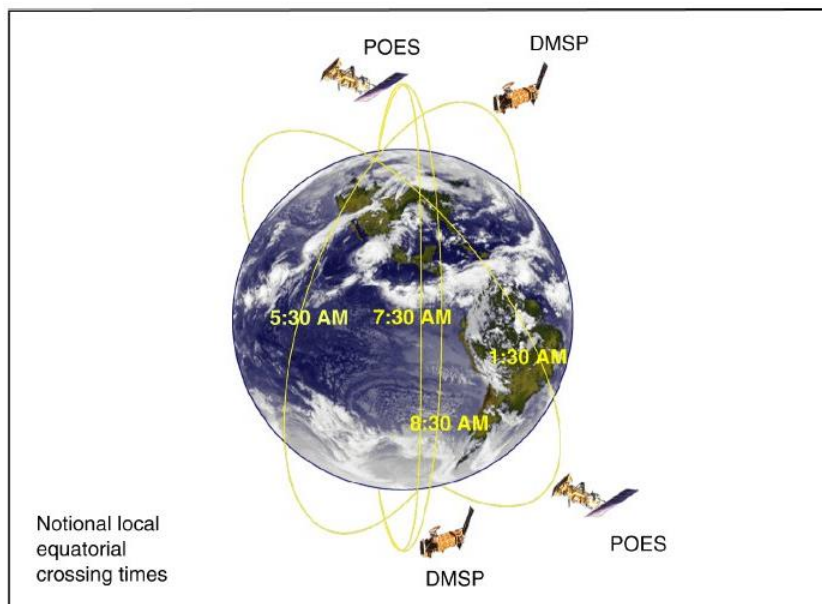 POES
DMSP
5:30 AM
7:30 AM
1:30 AM
8:30 AM
POES
DMSP
Notional local
equatorial
crossing times